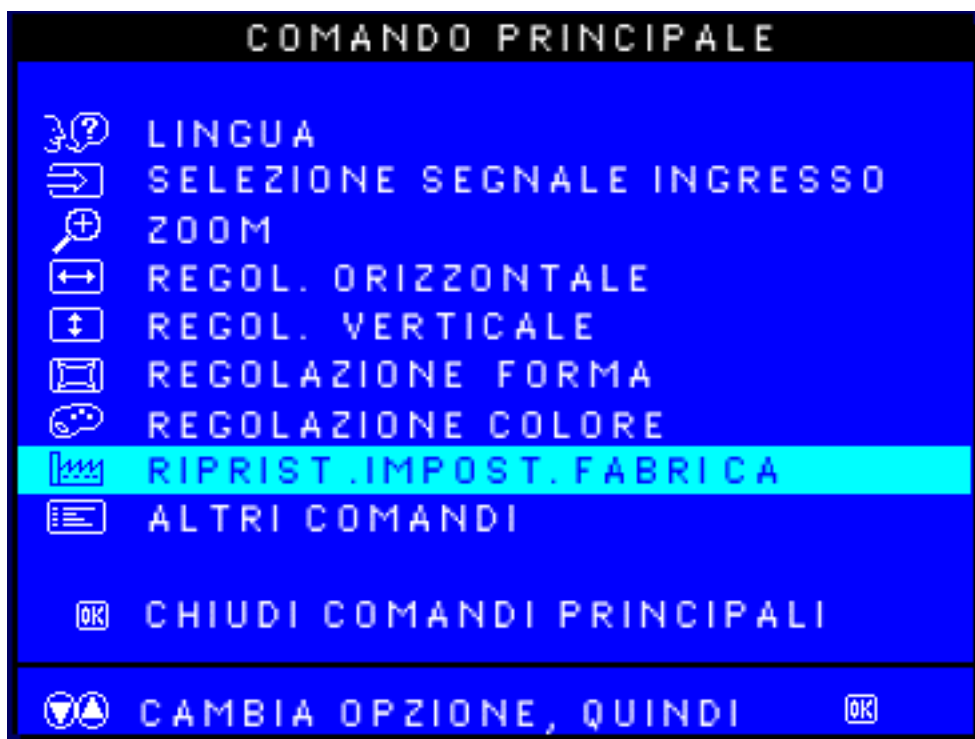 COMANDO PRINCIPALE
LINGUA
SELEZIONE SEGNALE INGRESSO
ZOOM
REGOL. ORIZZONTALE
REGOL. VERTICALE
REGOLAZIONE FORMA
REGOLAZIONE COLORE
RIPRIST.IMPOST.FABRICA
ALTRI COMANDI
OK CHIUDI COMANDI PRINCIPALI
CAMBIA OPZIONE, QUINDI OK